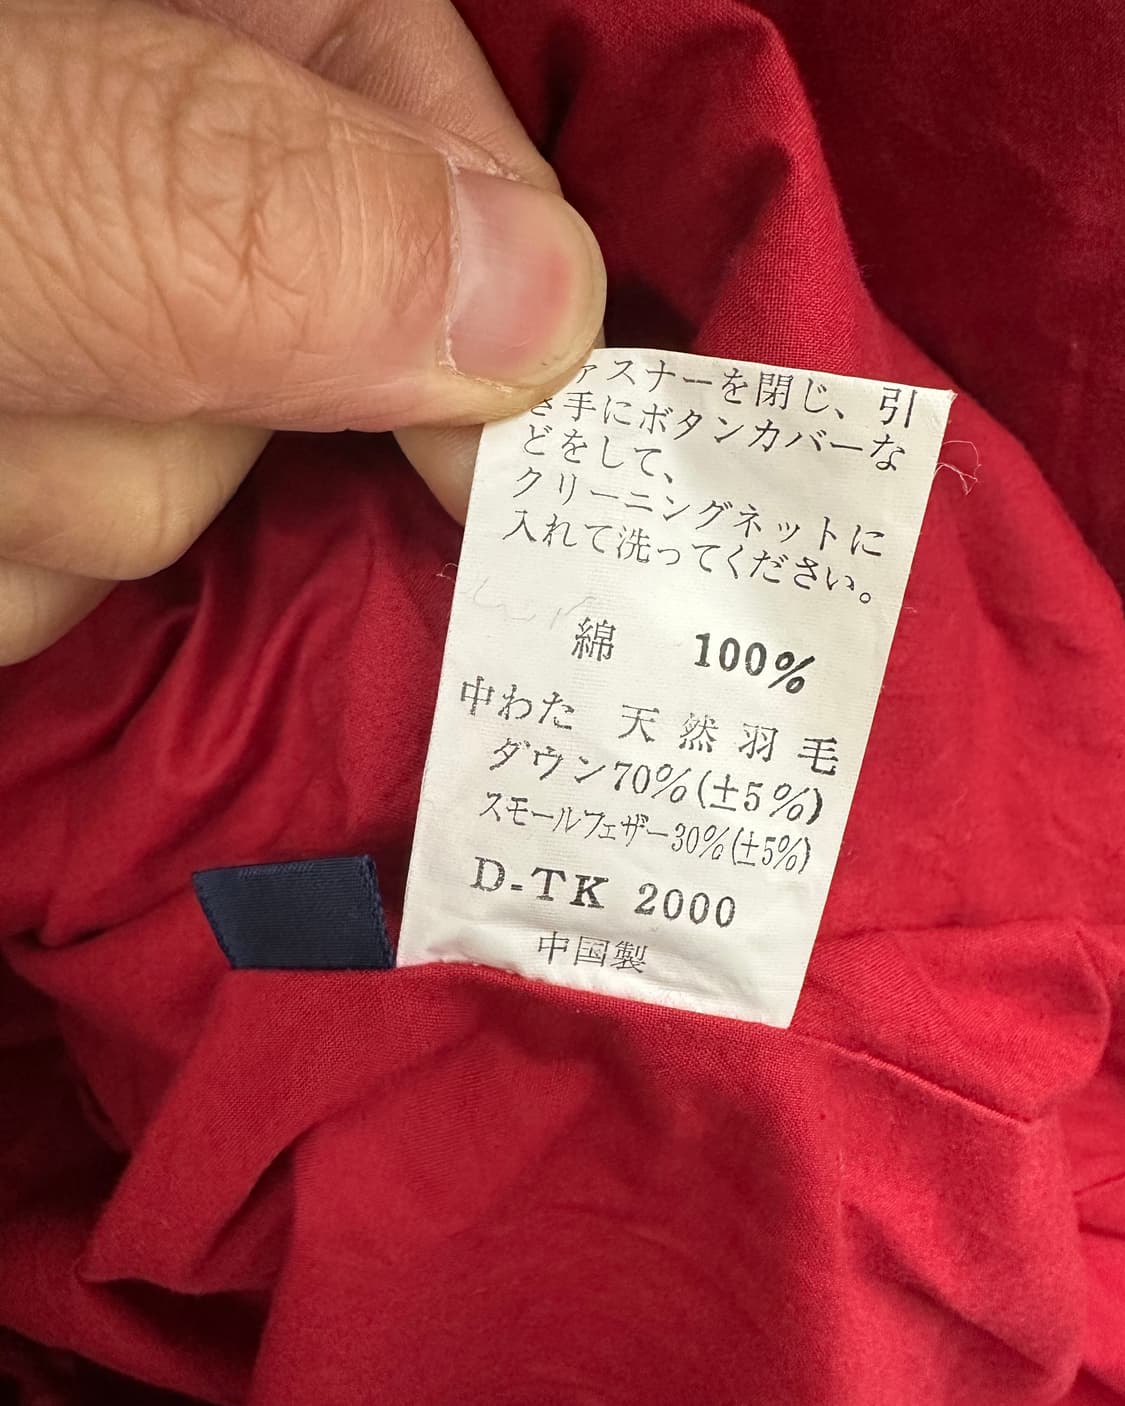 ァスナーを閉じ、引
き手にボタンカバーな
どをして、
クリーニングネットに
入れて洗ってください。
綿 100%
中わた 天然羽毛
ダウン70%(±5%)
スモールフェザー30%(±5%)
D-TK 2000
中国製